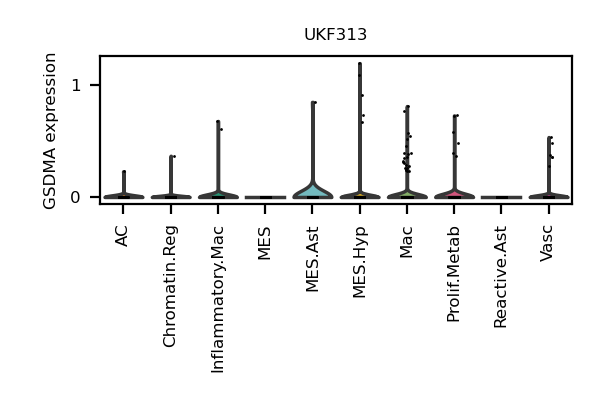 UKF313
GSDMA expression
1
0
AC
Chromatin.Reg
Inflammatory.Mac
MES
MES.Ast
MES.Hyp
Mac
Prolif.Metab
Reactive.Ast
Vasc